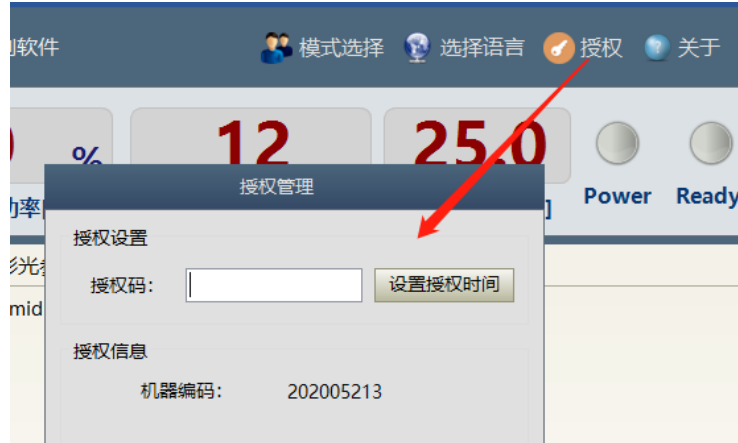 软件 模式选择 选择语言 授权 关于
% 12 25.0
功率 ] Power Ready
授权管理
授权设置
授权码： 设置授权时间
mid
授权信息
机器编码： 202005213